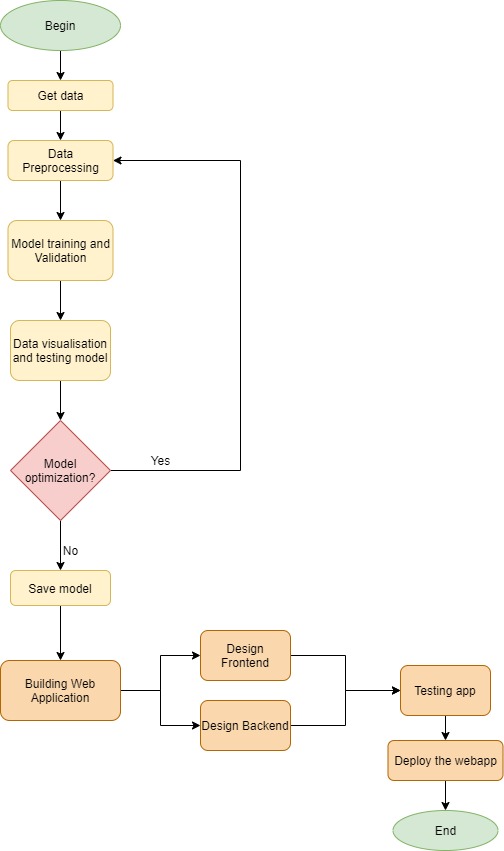 Begin
Get data
Data
Preprocessing
Model training and
Validation
Data visualisation
and testing model
Model
optimization?
Yes
No
Save model
Building Web
Application
Design
Frontend
Design Backend
Testing app
Deploy the webapp
End